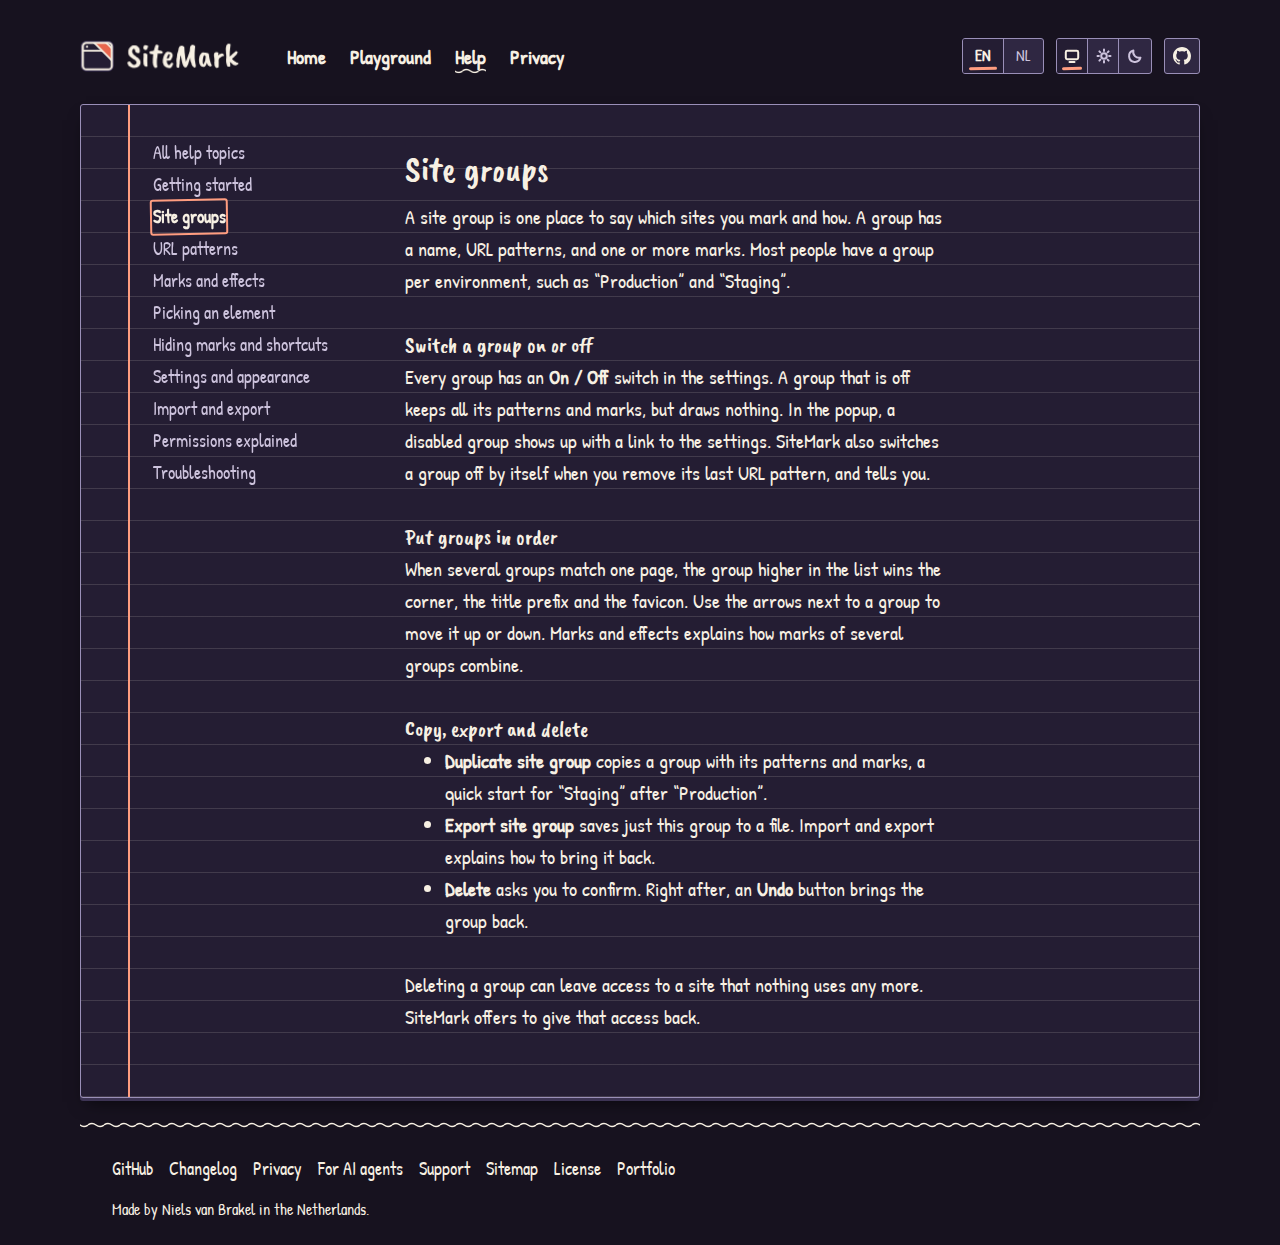 SiteMark
Home Playground Help Privacy
EN NL
All help topics
Getting started
Site groups
URL patterns
Marks and effects
Picking an element
Hiding marks and shortcuts
Settings and appearance
Import and export
Permissions explained
Troubleshooting
Site groups
A site group is one place to say which sites you mark and how. A group has
a name, URL patterns, and one or more marks. Most people have a group
per environment, such as “Production” and “Staging”.
Switch a group on or off
Every group has an On / Off switch in the settings. A group that is off
keeps all its patterns and marks, but draws nothing. In the popup, a
disabled group shows up with a link to the settings. SiteMark also switches
a group off by itself when you remove its last URL pattern, and tells you.
Put groups in order
When several groups match one page, the group higher in the list wins the
corner, the title prefix and the favicon. Use the arrows next to a group to
move it up or down. Marks and effects explains how marks of several
groups combine.
Copy, export and delete
• Duplicate site group copies a group with its patterns and marks, a
quick start for “Staging” after “Production”.
• Export site group saves just this group to a file. Import and export
explains how to bring it back.
• Delete asks you to confirm. Right after, an Undo button brings the
group back.
Deleting a group can leave access to a site that nothing uses any more.
SiteMark offers to give that access back.
GitHub Changelog Privacy For AI agents Support Sitemap License Portfolio
Made by Niels van Brakel in the Netherlands.